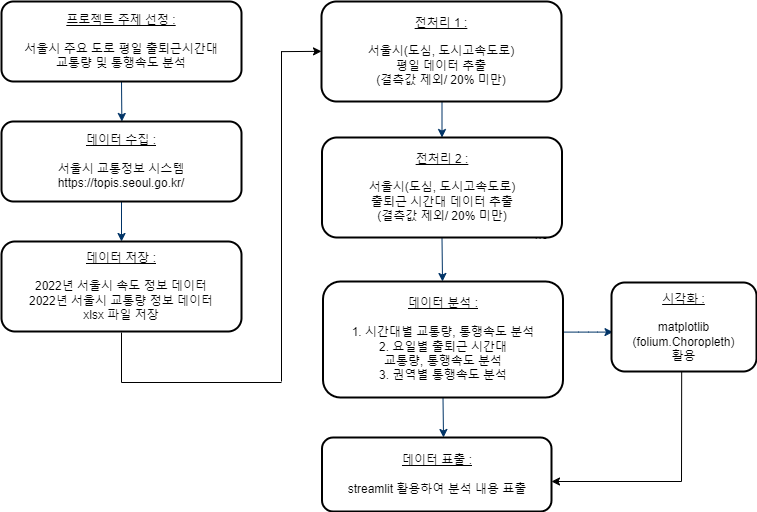 프로젝트 주제 선정 :
서울시 주요 도로 평일 출퇴근시간대
교통량 및 통행속도 분석
데이터 수집 :
서울시 교통정보 시스템
https://topis.seoul.go.kr/
데이터 저장 :
2022년 서울시 속도 정보 데이터
2022년 서울시 교통량 정보 데이터
xlsx 파일 저장
전처리 1 :
서울시(도심, 도시고속도로)
평일 데이터 추출
(결측값 제외/ 20% 미만)
전처리 2 :
서울시(도심, 도시고속도로)
출퇴근 시간대 데이터 추출
(결측값 제외/ 20% 미만)
데이터 분석 :
1. 시간대별 교통량, 통행속도 분석
2. 요일별 출퇴근 시간대
교통량, 통행속도 분석
3. 권역별 통행속도 분석
시각화 :
matplotlib
(folium.Choropleth)
활용
데이터 표출 :
streamlit 활용하여 분석 내용 표출